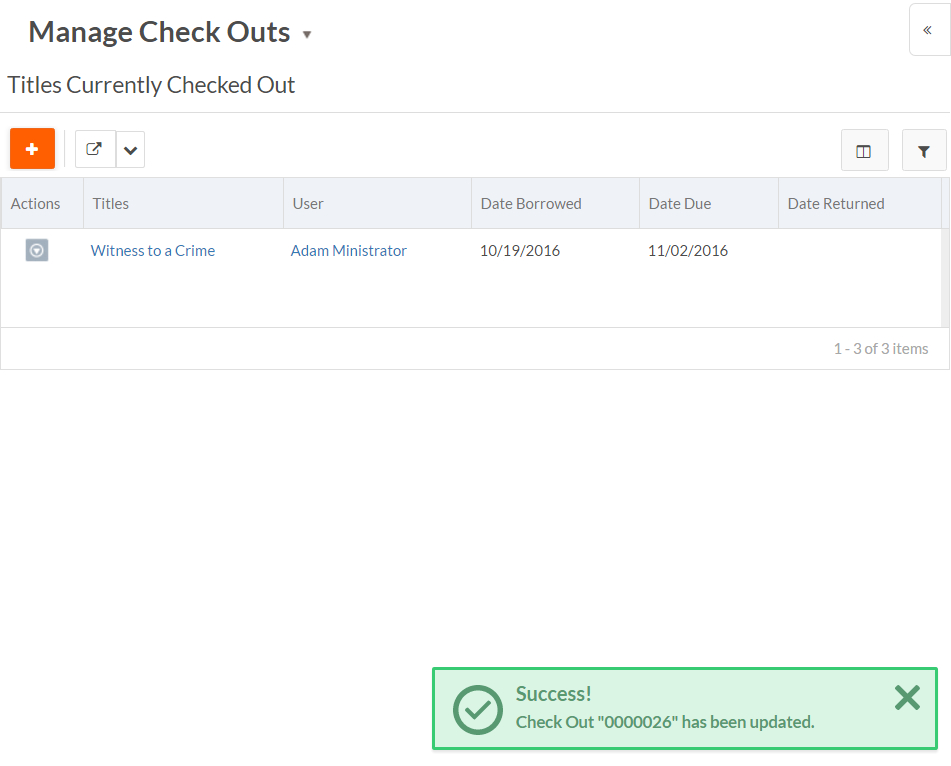 Manage Check Outs
Titles Currently Checked Out
Actions Titles User Date Borrowed Date Due Date Returned
Witness to a Crime Adam Ministrator 10/19/2016 11/02/2016
1 - 3 of 3 items
Success!
Check Out "0000026" has been updated.